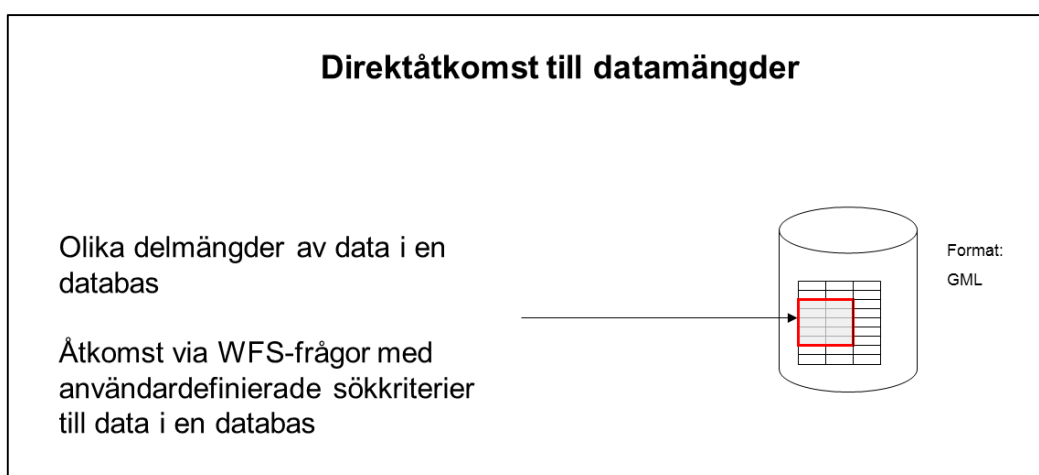 Direktåtkomst till datamängder
Olika delmängder av data i en
databas
Åtkomst via WFS-frågor med
användardefinierade sökkriterier
till data i en databas
Format:
GML